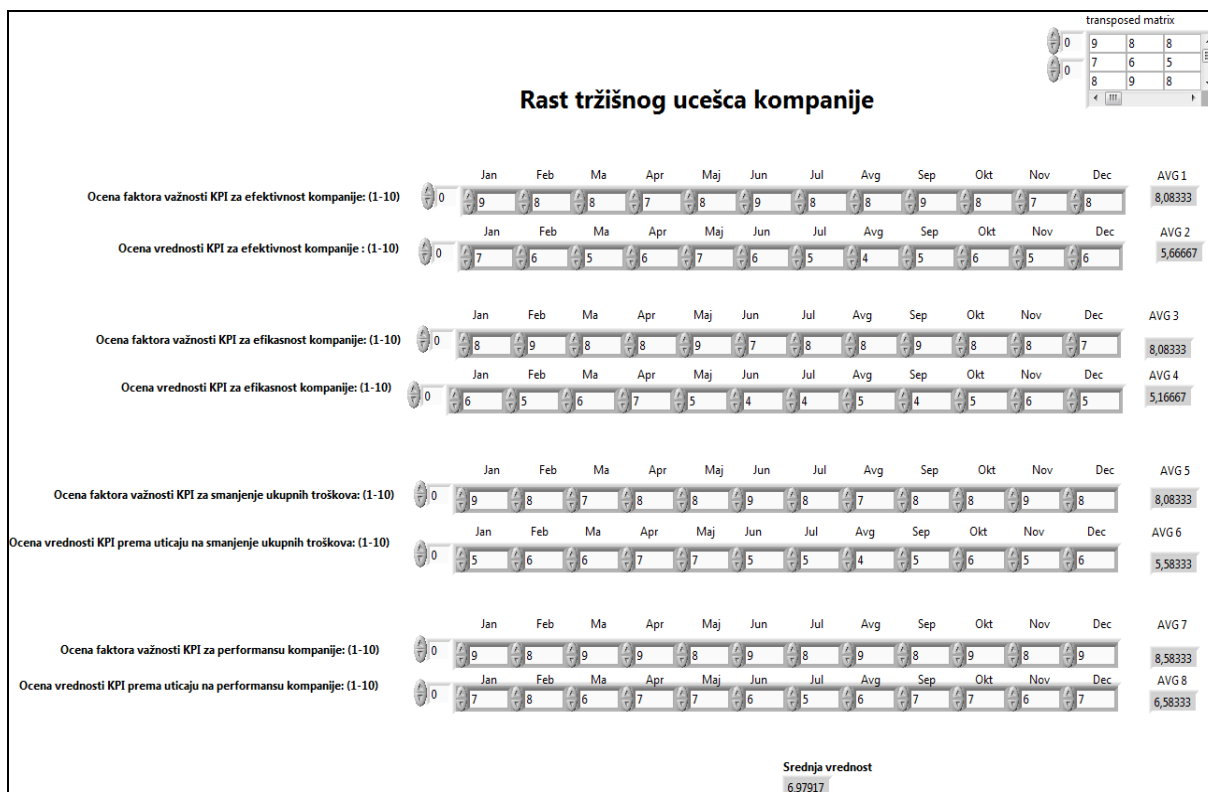 transposed matrix
0 9 8 8
0 7 6 5
8 9 8
Rast tržišnog ucešca kompanije
Jan Feb Ma Apr Maj Jun Jul Avg Sep Okt Nov Dec AVG 1
Ocena faktora važnosti KPI za efektivnost kompanije: (1-10) 0 9 8 8 7 8 9 8 8 9 8 7 8 8,08333
Jan Feb Ma Apr Maj Jun Jul Avg Sep Okt Nov Dec AVG 2
Ocena vrednosti KPI za efektivnost kompanije : (1-10) 0 7 6 5 6 7 6 5 4 5 6 5 6 5,66667
Jan Feb Ma Apr Maj Jun Jul Avg Sep Okt Nov Dec AVG 3
Ocena faktora važnosti KPI za efikasnost kompanije: (1-10) 0 8 9 8 8 9 7 8 8 9 8 8 7 8,08333
Jan Feb Ma Apr Maj Jun Jul Avg Sep Okt Nov Dec AVG 4
Ocena vrednosti KPI za efikasnost kompanije: (1-10) 0 6 5 6 7 5 4 4 5 4 5 6 5 5,16667
Jan Feb Ma Apr Maj Jun Jul Avg Sep Okt Nov Dec AVG 5
Ocena faktora važnosti KPI za smanjenje ukupnih troškova: (1-10) 0 9 8 7 8 8 9 8 7 8 8 9 8 8,08333
Jan Feb Ma Apr Maj Jun Jul Avg Sep Okt Nov Dec AVG 6
Ocena vrednosti KPI prema uticaju na smanjenje ukupnih troškova: (1-10) 0 5 6 6 7 7 5 5 4 5 6 5 6 5,58333
Jan Feb Ma Apr Maj Jun Jul Avg Sep Okt Nov Dec AVG 7
Ocena faktora važnosti KPI za performansu kompanije: (1-10) 0 9 8 9 9 8 9 8 9 8 9 8 9 8,58333
Jan Feb Ma Apr Maj Jun Jul Avg Sep Okt Nov Dec AVG 8
Ocena vrednosti KPI prema uticaju na performansu kompanije: (1-10) 0 7 8 6 7 7 6 5 6 7 7 6 7 6,58333
Srednja vrednost
6,97917